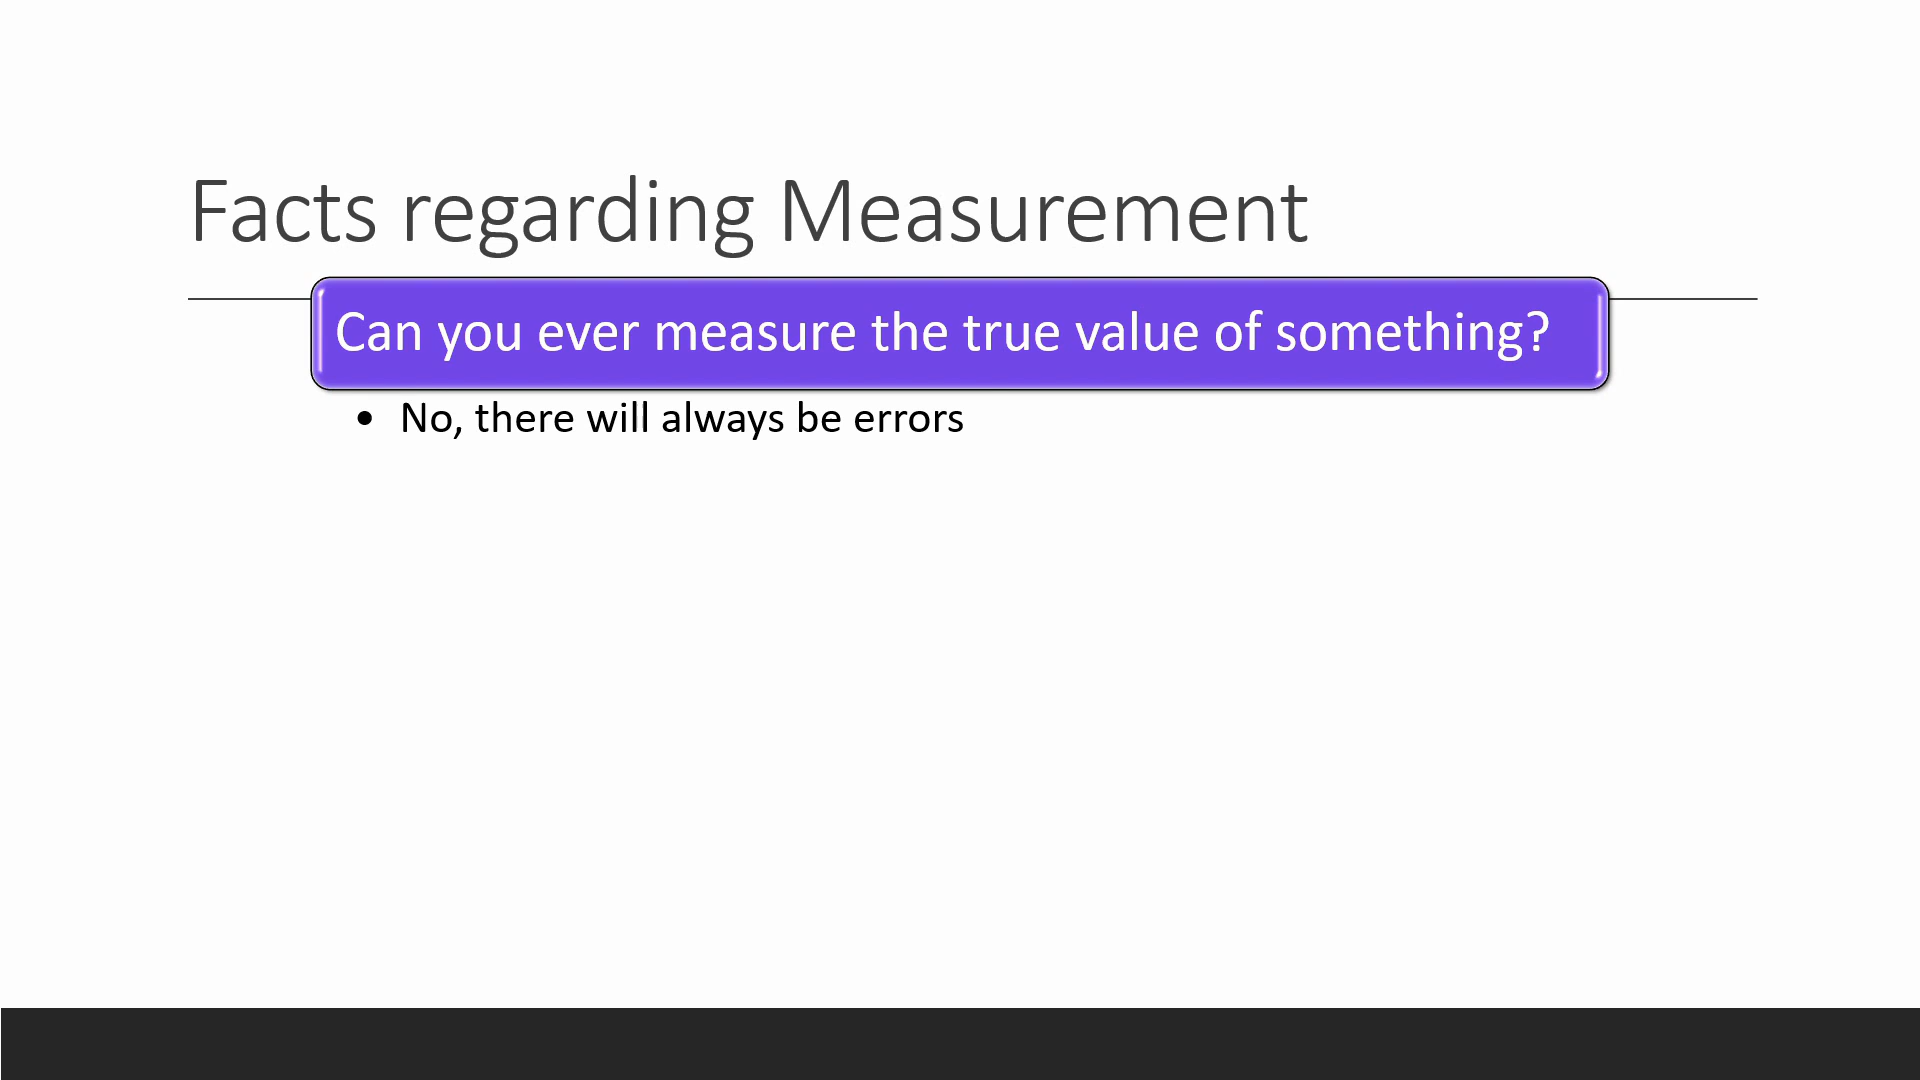 Facts regarding Measurement
Can you ever measure the true value of something?
• No, there will always be errors